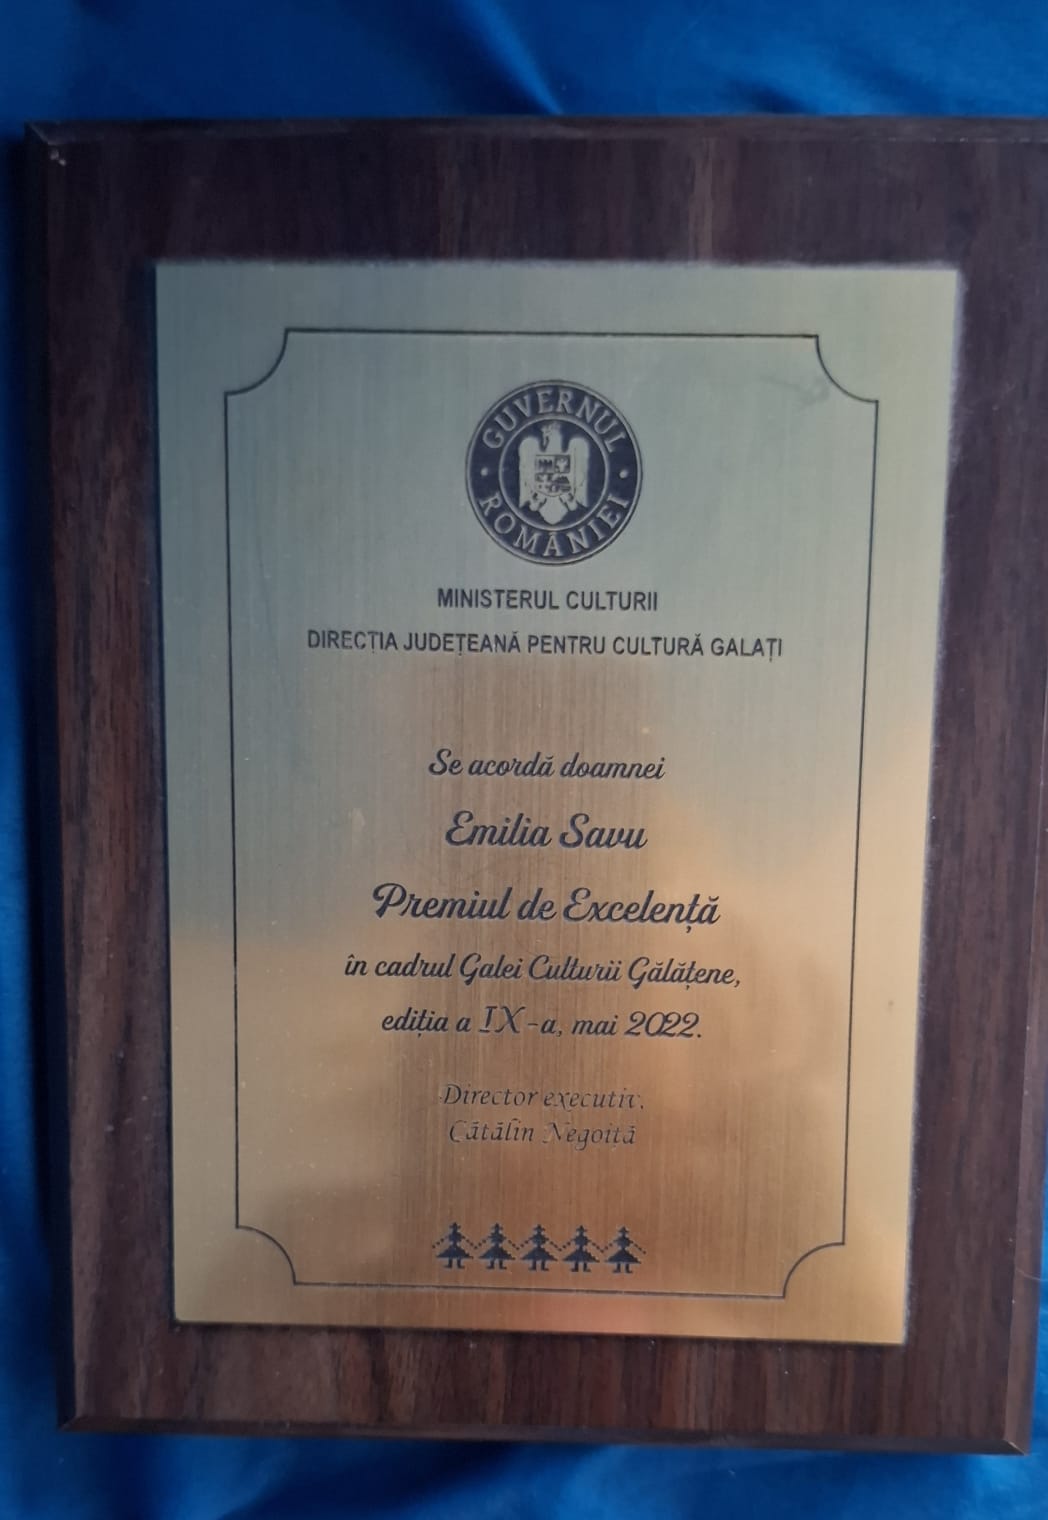 GUVERNUL
ROMÂNIEI
MINISTERUL CULTURII
DIRECȚIA JUDEȚEANĂ PENTRU CULTURĂ GALAȚI
Se acordă doamnei
Emilia Savu
Premiul de Excelență
în cadrul Galei Culturii Gălățene,
ediția a IX-a, mai 2022.
Director executiv,
Cătălin Negoiță